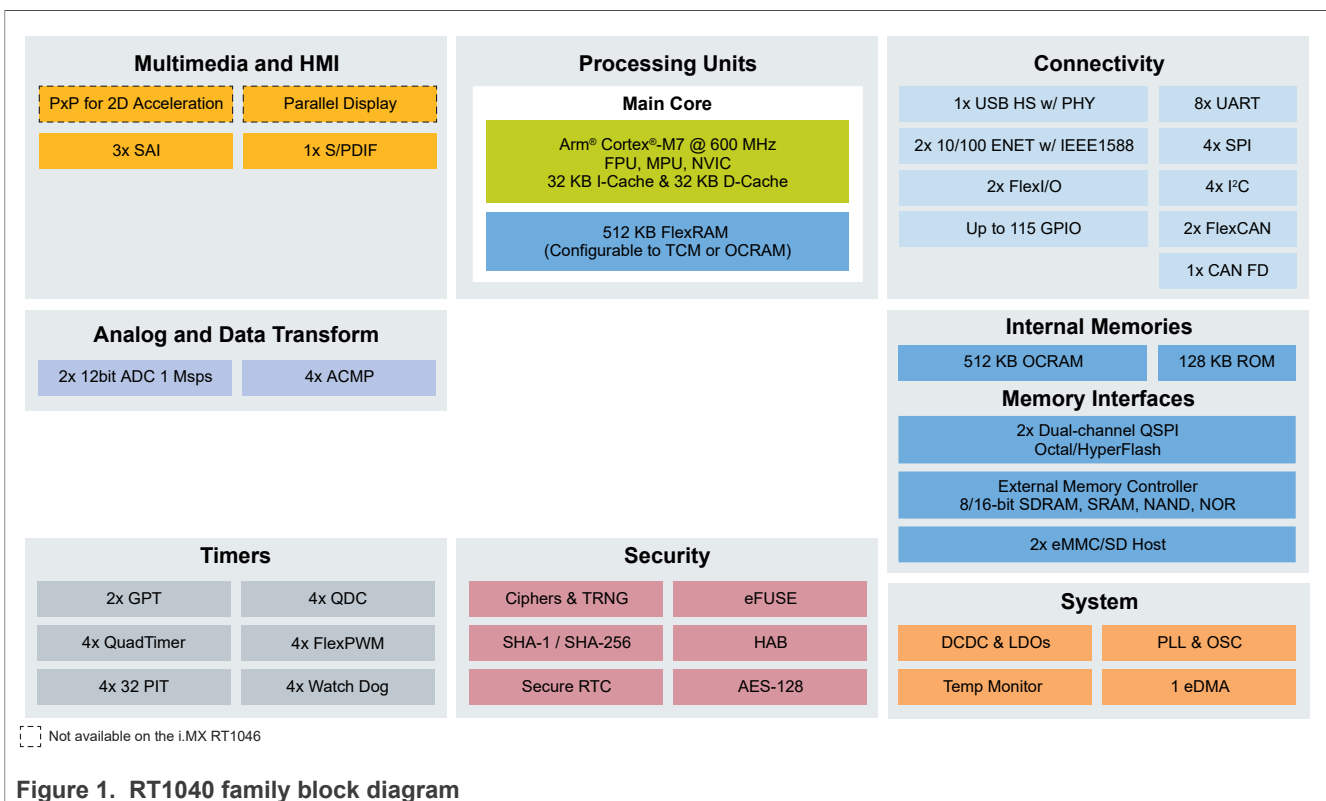 Multimedia and HMI
PxP for 2D Acceleration
Parallel Display
3x SAI
1x S/PDIF
Processing Units
Main Core
Arm® Cortex®-M7 @ 600 MHz
FPU, MPU, NVIC
32 KB I-Cache & 32 KB D-Cache
512 KB FlexRAM
(Configurable to TCM or OCRAM)
Connectivity
1x USB HS w/ PHY
8x UART
2x 10/100 ENET w/ IEEE1588
4x SPI
2x FlexI/O
4x I²C
Up to 115 GPIO
2x FlexCAN
1x CAN FD
Analog and Data Transform
2x 12bit ADC 1 Msps
4x ACMP
Internal Memories
512 KB OCRAM
128 KB ROM
Memory Interfaces
2x Dual-channel QSPI
Octal/HyperFlash
External Memory Controller
8/16-bit SDRAM, SRAM, NAND, NOR
2x eMMC/SD Host
Timers
2x GPT
4x QDC
4x QuadTimer
4x FlexPWM
4x 32 PIT
4x Watch Dog
Security
Ciphers & TRNG
eFUSE
SHA-1 / SHA-256
HAB
Secure RTC
AES-128
System
DCDC & LDOs
PLL & OSC
Temp Monitor
1 eDMA
Not available on the i.MX RT1046
Figure 1. RT1040 family block diagram